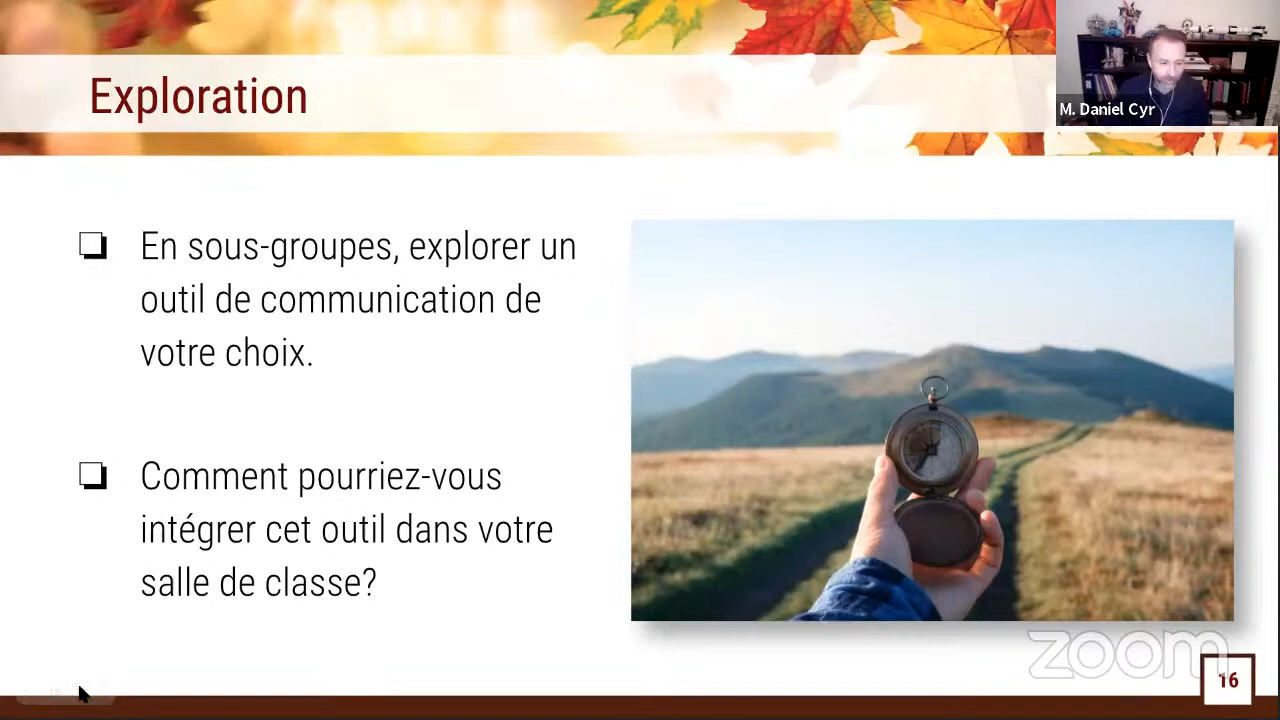 Exploration
M. Daniel Cyr
❏ En sous-groupes, explorer un
outil de communication de
votre choix.
❏ Comment pourriez-vous
intégrer cet outil dans votre
salle de classe?
zoom
16